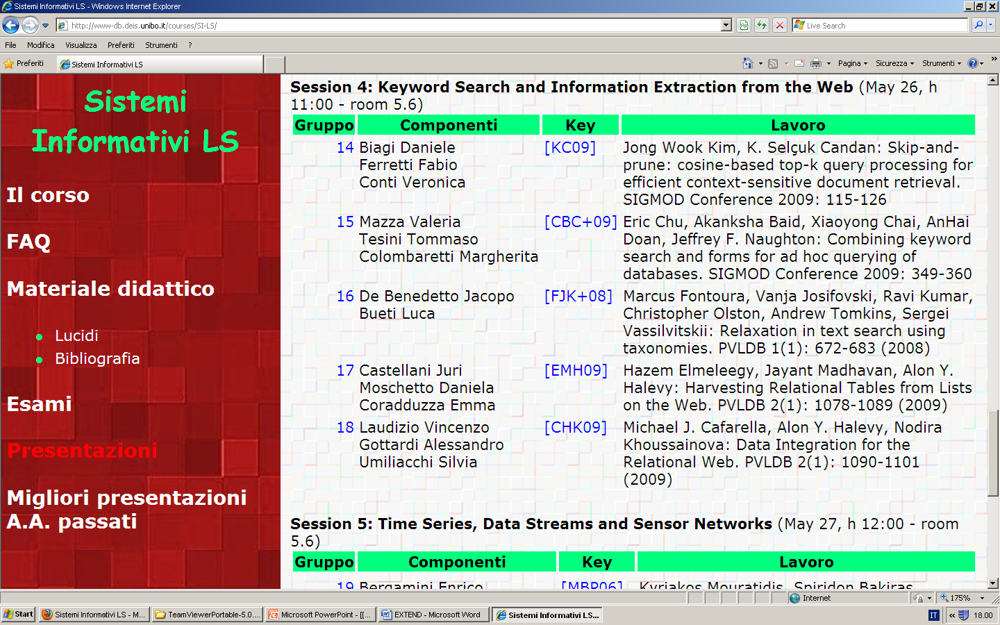 Sistemi Informativi LS - Windows Internet Explorer
http://www-db.deis.unibo.it/courses/SI-LS/
Live Search
File Modifica Visualizza Preferiti Strumenti ?
Preferiti Sistemi Informativi LS Pagina Sicurezza Strumenti »
Sistemi
Informativi LS
Il corso
FAQ
Materiale didattico
Lucidi
Bibliografia
Esami
Presentazioni
Migliori presentazioni
A.A. passati
Session 4: Keyword Search and Information Extraction from the Web (May 26, h
11:00 - room 5.6)
Gruppo Componenti Key Lavoro
14 Biagi Daniele [KC09] Jong Wook Kim, K. Selçuk Candan: Skip-and-
Ferretti Fabio prune: cosine-based top-k query processing for
Conti Veronica efficient context-sensitive document retrieval.
SIGMOD Conference 2009: 115-126
15 Mazza Valeria [CBC+09] Eric Chu, Akanksha Baid, Xiaoyong Chai, AnHai
Tesini Tommaso Doan, Jeffrey F. Naughton: Combining keyword
Colombaretti Margherita search and forms for ad hoc querying of
databases. SIGMOD Conference 2009: 349-360
16 De Benedetto Jacopo [FJK+08] Marcus Fontoura, Vanja Josifovski, Ravi Kumar,
Bueti Luca Christopher Olston, Andrew Tomkins, Sergei
Vassilvitskii: Relaxation in text search using
taxonomies. PVLDB 1(1): 672-683 (2008)
17 Castellani Juri [EMH09] Hazem Elmeleegy, Jayant Madhavan, Alon Y.
Moschetto Daniela Halevy: Harvesting Relational Tables from Lists
Coradduzza Emma on the Web. PVLDB 2(1): 1078-1089 (2009)
18 Laudizio Vincenzo [CHK09] Michael J. Cafarella, Alon Y. Halevy, Nodira
Gottardi Alessandro Khoussainova: Data Integration for the
Umiliacchi Silvia Relational Web. PVLDB 2(1): 1090-1101
(2009)
Session 5: Time Series, Data Streams and Sensor Networks (May 27, h 12:00 - room
5.6)
Gruppo Componenti Key Lavoro
19 Bergamini Enrico [MBP06] Kyriakos Mouratidis, Spiridon Bakiras,
Internet 175%
Start Sistemi Informativi LS - M... TeamViewerPortable-5.0.... Microsoft PowerPoint - [[... EXTEND - Microsoft Word Sistemi Informativi LS... IT « 18.00